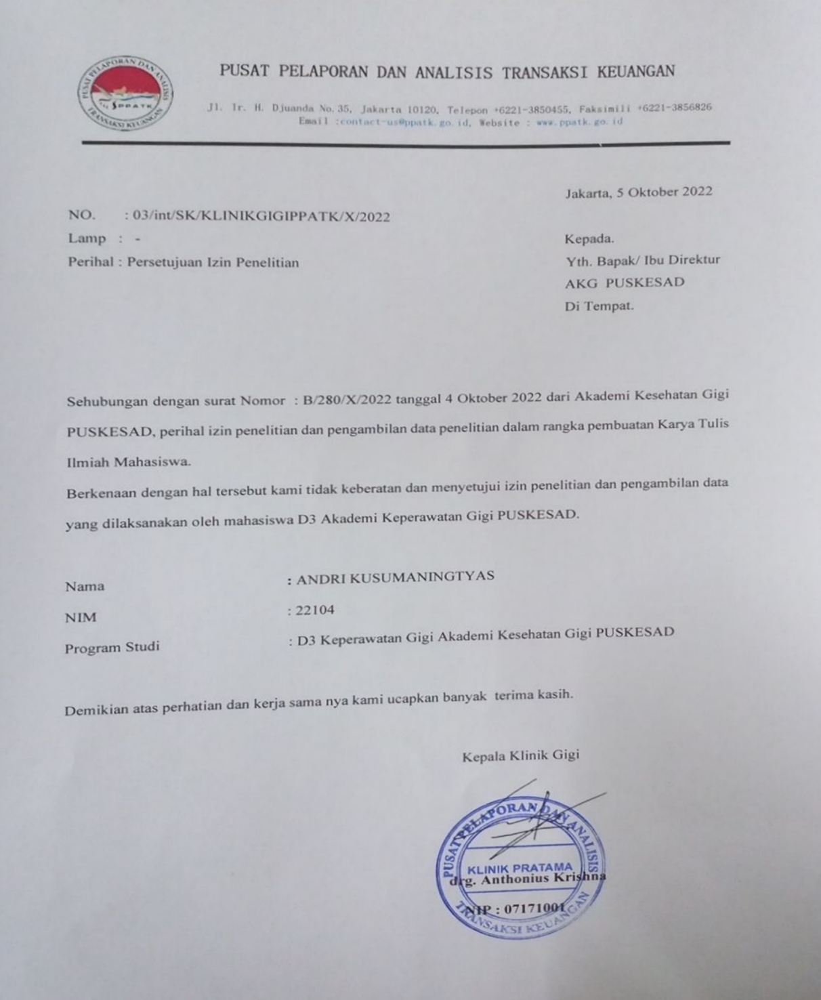 PUSAT PELAPORAN DAN ANALISIS
TRANSAKSI KEUANGAN
PPATK
PUSAT PELAPORAN DAN ANALISIS TRANSAKSI KEUANGAN
Jl. Ir. H. Djuanda No. 35, Jakarta 10120, Telepon +6221-3850455, Faksimili +6221-3856826
Email :contact-us@ppatk.go.id, Website : www.ppatk.go.id
Jakarta, 5 Oktober 2022
NO. : 03/int/SK/KLINIKGIGIPPATK/X/2022
Lamp : -
Perihal : Persetujuan Izin Penelitian
Kepada.
Yth. Bapak/ Ibu Direktur
AKG PUSKESAD
Di Tempat.
Sehubungan dengan surat Nomor : B/280/X/2022 tanggal 4 Oktober 2022 dari Akademi Kesehatan Gigi
PUSKESAD, perihal izin penelitian dan pengambilan data penelitian dalam rangka pembuatan Karya Tulis
Ilmiah Mahasiswa.
Berkenaan dengan hal tersebut kami tidak keberatan dan menyetujui izin penelitian dan pengambilan data
yang dilaksanakan oleh mahasiswa D3 Akademi Keperawatan Gigi PUSKESAD.
Nama : ANDRI KUSUMANINGTYAS
NIM : 22104
Program Studi : D3 Keperawatan Gigi Akademi Kesehatan Gigi PUSKESAD
Demikian atas perhatian dan kerja sama nya kami ucapkan banyak terima kasih.
Kepala Klinik Gigi
PUSAT PELAPORAN DAN ANALISIS
KLINIK PRATAMA
drg. Anthonius Krishna
NIP : 07171001
TRANSAKSI KEUANGAN